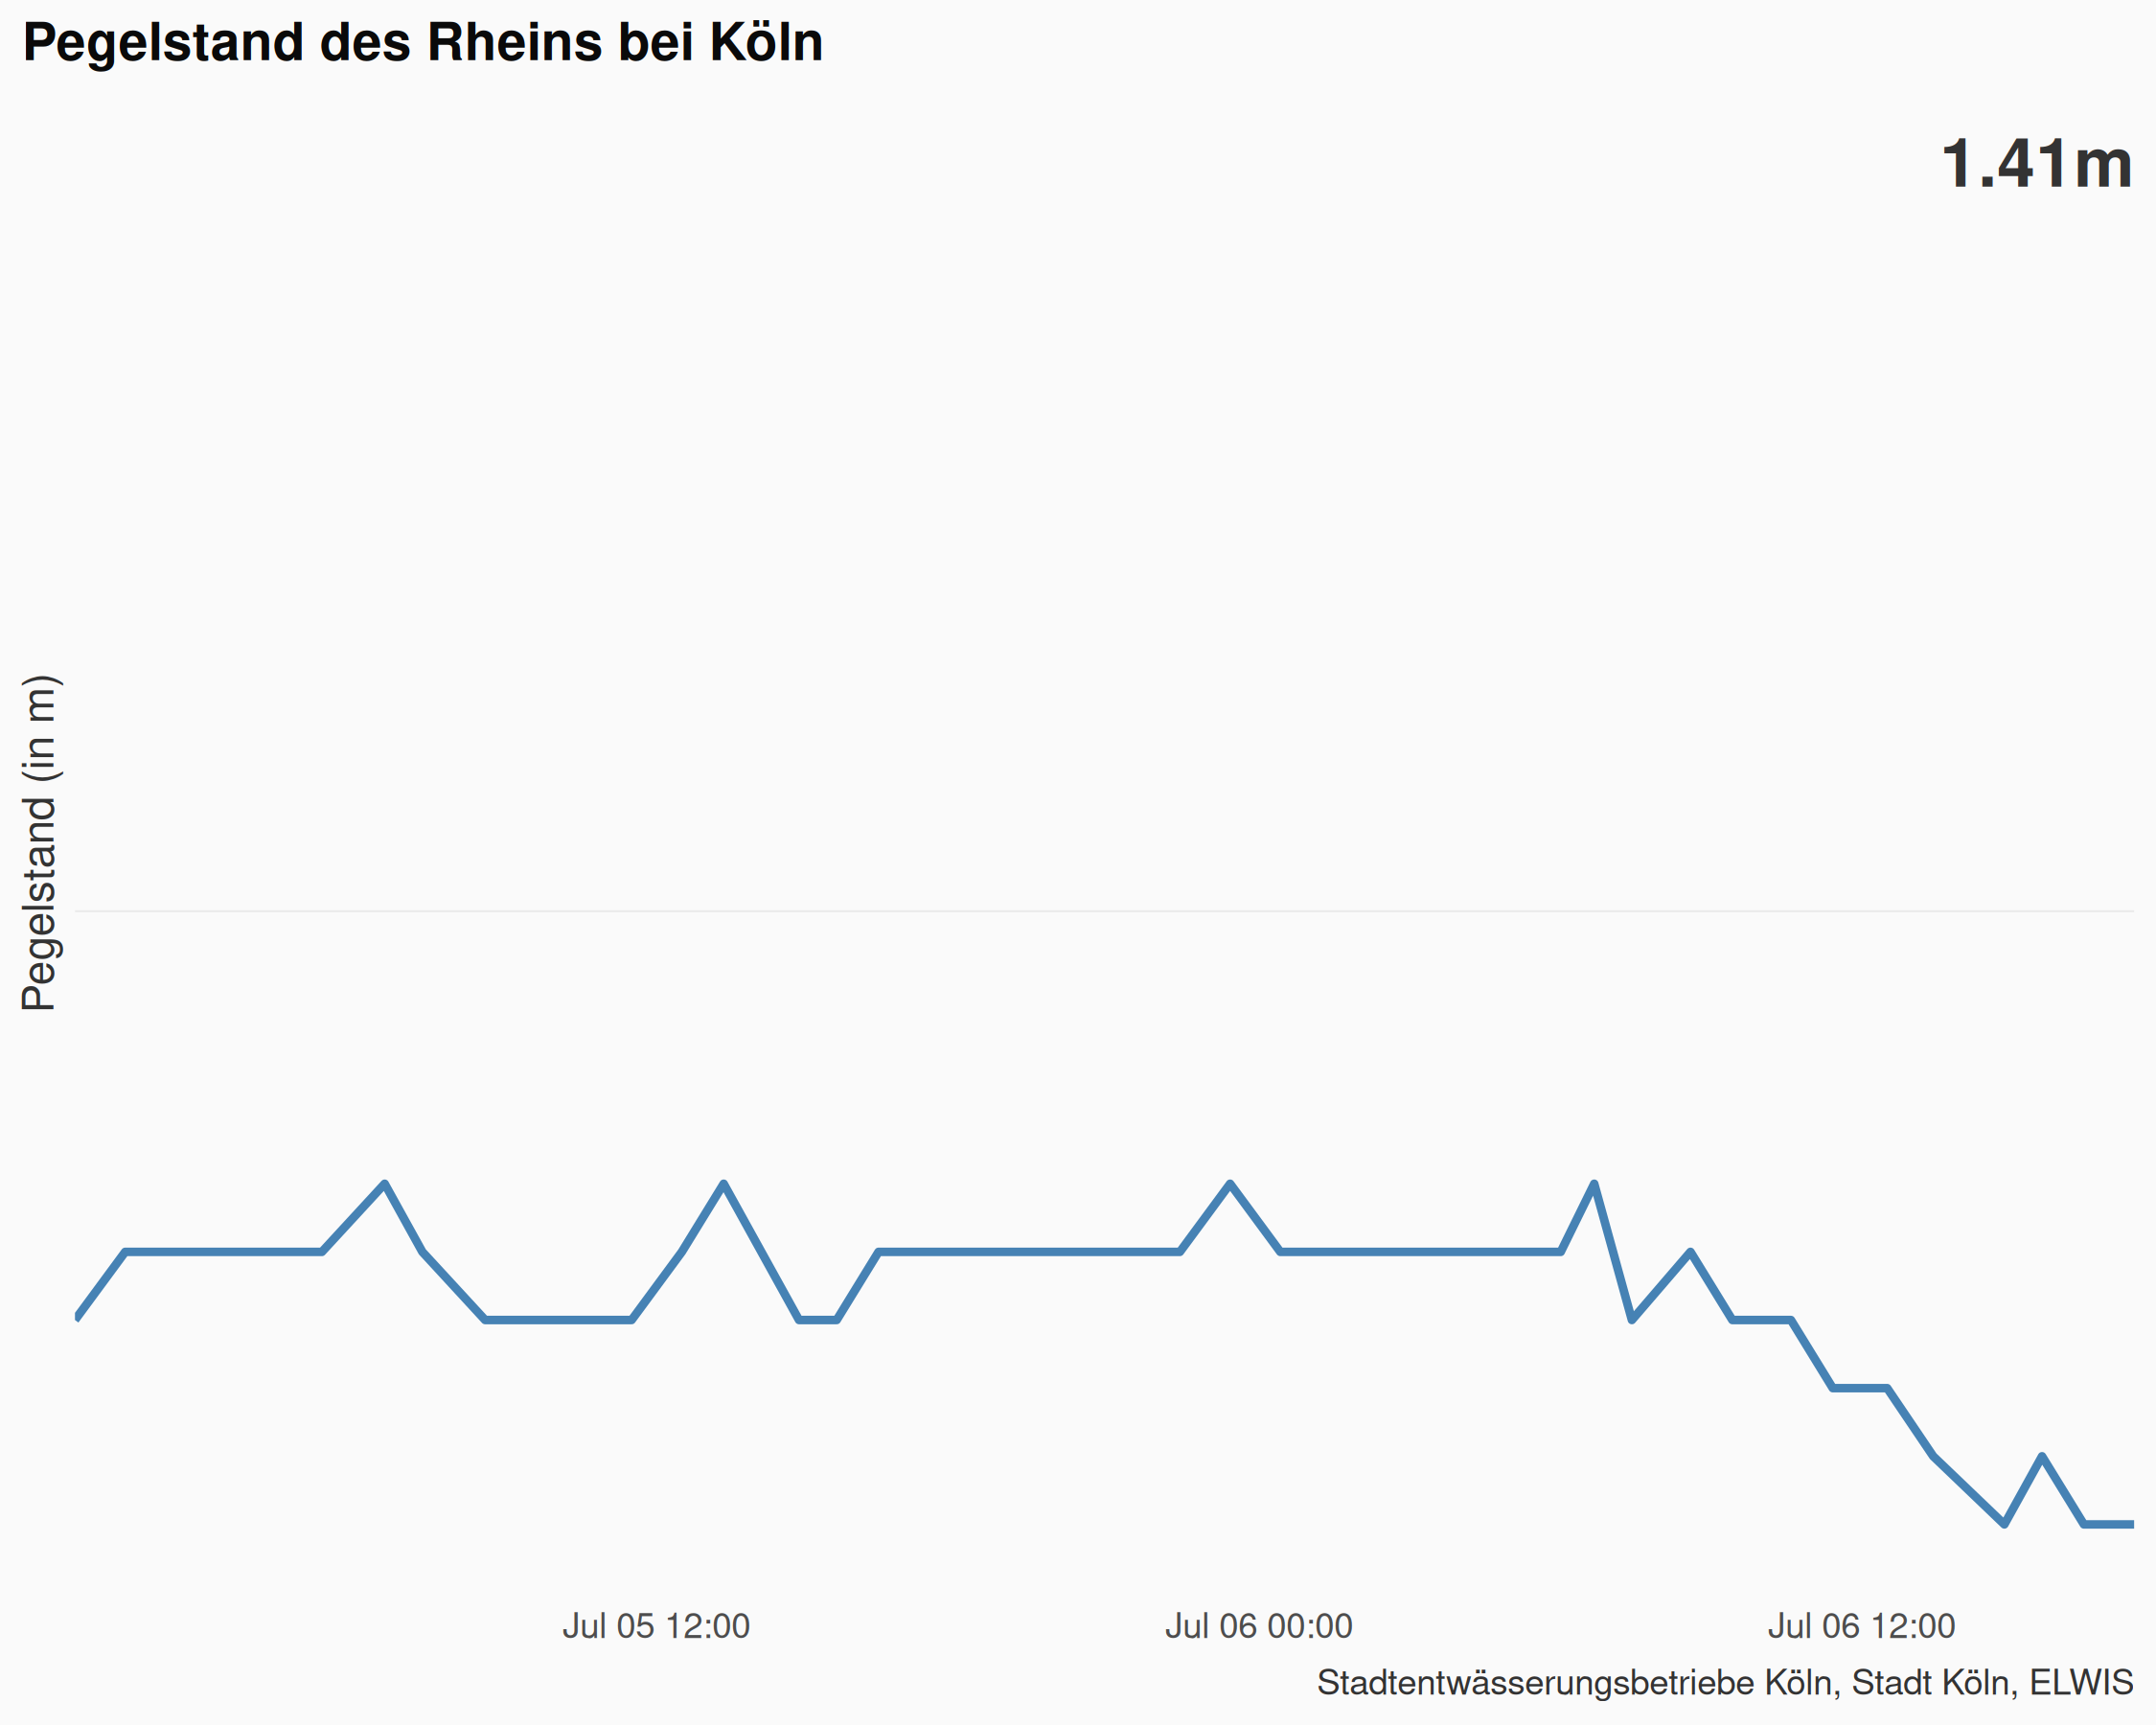 Pegelstand des Rheins bei Köln
1.41m
Pegelstand (in m)
Jul 05 12:00
Jul 06 00:00
Jul 06 12:00
Stadtentwässerungsbetriebe Köln, Stadt Köln, ELWIS